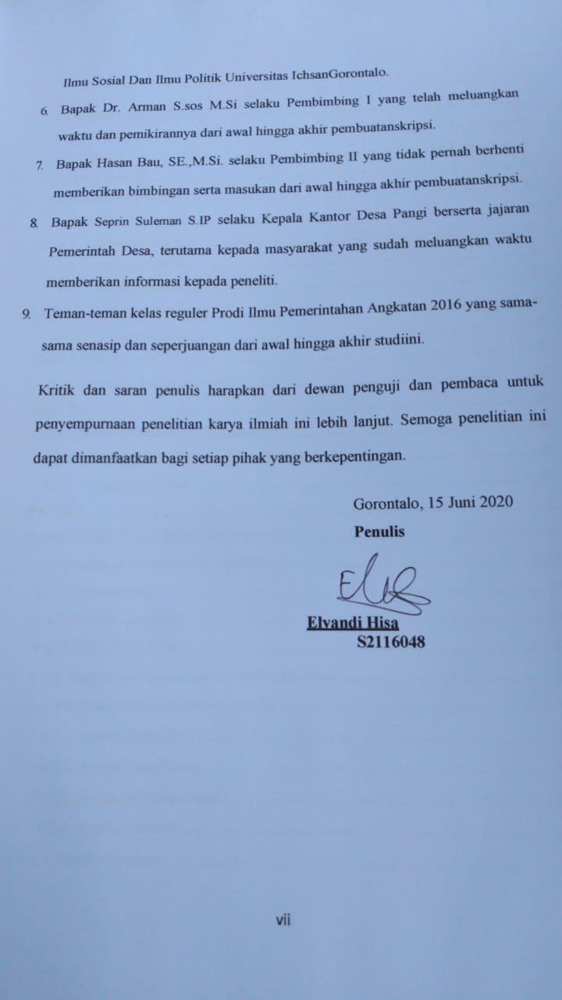 Ilmu Sosial Dan Ilmu Politik Universitas IchsanGorontalo.
6. Bapak Dr. Arman S.sos M.Si selaku Pembimbing I yang telah meluangkan
waktu dan pemikirannya dari awal hingga akhir pembuatanskripsi.
7. Bapak Hasan Bau, SE.,M.Si. selaku Pembimbing II yang tidak pernah berhenti
memberikan bimbingan serta masukan dari awal hingga akhir pembuatanskripsi.
8. Bapak Seprin Suleman S.IP selaku Kepala Kantor Desa Pangi berserta jajaran
Pemerintah Desa, terutama kepada masyarakat yang sudah meluangkan waktu
memberikan informasi kepada peneliti.
9. Teman-teman kelas reguler Prodi Ilmu Pemerintahan Angkatan 2016 yang sama-
sama senasip dan seperjuangan dari awal hingga akhir studiini.
Kritik dan saran penulis harapkan dari dewan penguji dan pembaca untuk
penyempurnaan penelitian karya ilmiah ini lebih lanjut. Semoga penelitian ini
dapat dimanfaatkan bagi setiap pihak yang berkepentingan.
Gorontalo, 15 Juni 2020
Penulis
Elvandi Hisa
S2116048
vii